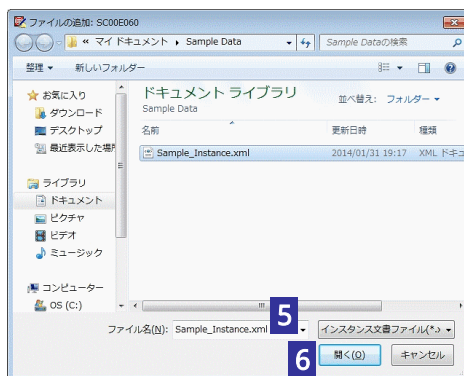 ファイルの追加: SC00E060
« マイ ドキュメント ▸ Sample Data
Sample Dataの検索
整理 ▼ 新しいフォルダー
お気に入り
ダウンロード
デスクトップ
最近表示した場所
ライブラリ
ドキュメント
ピクチャ
ビデオ
ミュージック
コンピューター
OS (C:)
ドキュメント ライブラリ
Sample Data
並べ替え: フォルダー ▼
名前 更新日時 種類
Sample_Instance.xml 2014/01/31 19:17 XML ドキ
5
ファイル名(N): Sample_Instance.xml インスタンス文書ファイル(*.x
6
開く(O) キャンセル